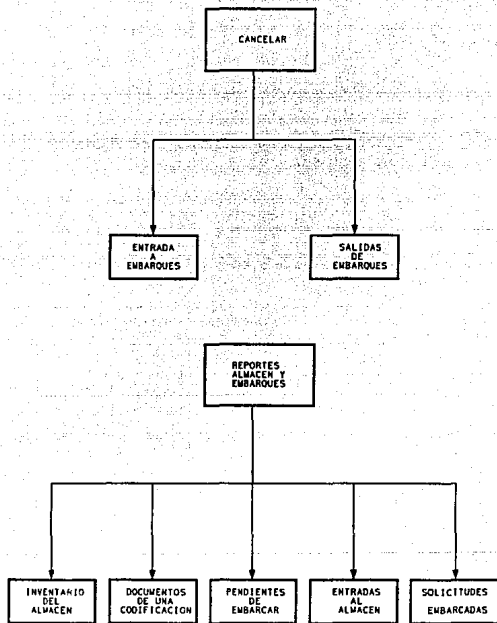 CANCELAR
ENTRADA
A
EMBARQUES
SALIDAS
DE
EMBARQUES
REPORTES
ALMACEN Y
EMBARQUES
INVENTARIO
DEL
ALMACEN
DOCUMENTOS
DE UNA
CODIFICACION
PENDIENTES
DE
EMBARCAR
ENTRADAS
AL
ALMACEN
SOLICITUDES
EMBARCADAS